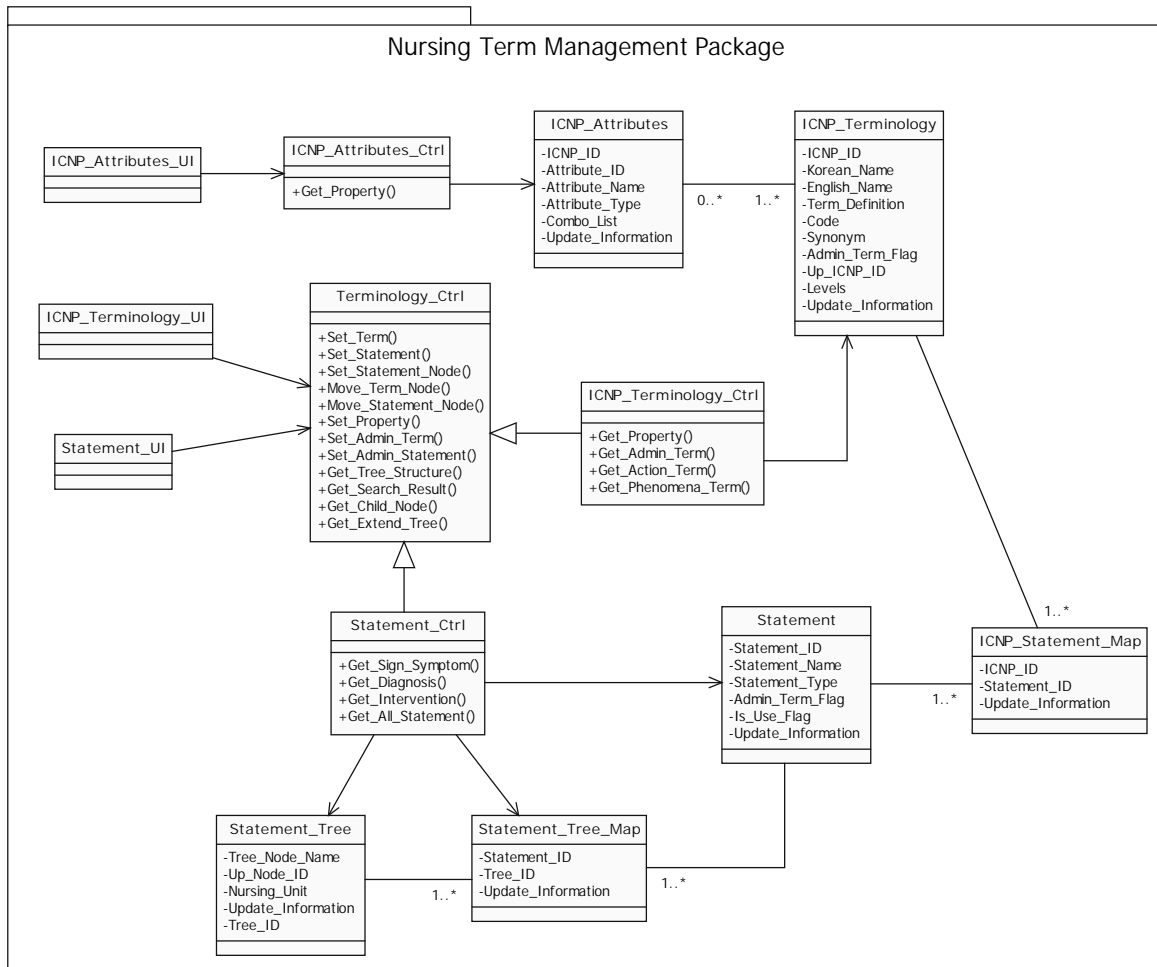 Nursing Term Management Package
ICNP_Attributes_UI
ICNP_Attributes_Ctrl
+Get_Property()
ICNP_Attributes
-ICNP_ID
-Attribute_ID
-Attribute_Name
-Attribute_Type
-Combo_List
-Update_Information
0..*
1..*
ICNP_Terminology
-ICNP_ID
-Korean_Name
-English_Name
-Term_Definition
-Code
-Synonym
-Admin_Term_Flag
-Up_ICNP_ID
-Levels
-Update_Information
ICNP_Terminology_UI
Statement_UI
Terminology_Ctrl
+Set_Term()
+Set_Statement()
+Set_Statement_Node()
+Move_Term_Node()
+Move_Statement_Node()
+Set_Property()
+Set_Admin_Term()
+Set_Admin_Statement()
+Get_Tree_Structure()
+Get_Search_Result()
+Get_Child_Node()
+Get_Extend_Tree()
ICNP_Terminology_Ctrl
+Get_Property()
+Get_Admin_Term()
+Get_Action_Term()
+Get_Phenomena_Term()
Statement_Ctrl
+Get_Sign_Symptom()
+Get_Diagnosis()
+Get_Intervention()
+Get_All_Statement()
Statement
-Statement_ID
-Statement_Name
-Statement_Type
-Admin_Term_Flag
-Is_Use_Flag
-Update_Information
1..*
1..*
ICNP_Statement_Map
-ICNP_ID
-Statement_ID
-Update_Information
Statement_Tree
-Tree_Node_Name
-Up_Node_ID
-Nursing_Unit
-Update_Information
-Tree_ID
1..*
Statement_Tree_Map
-Statement_ID
-Tree_ID
-Update_Information
1..*